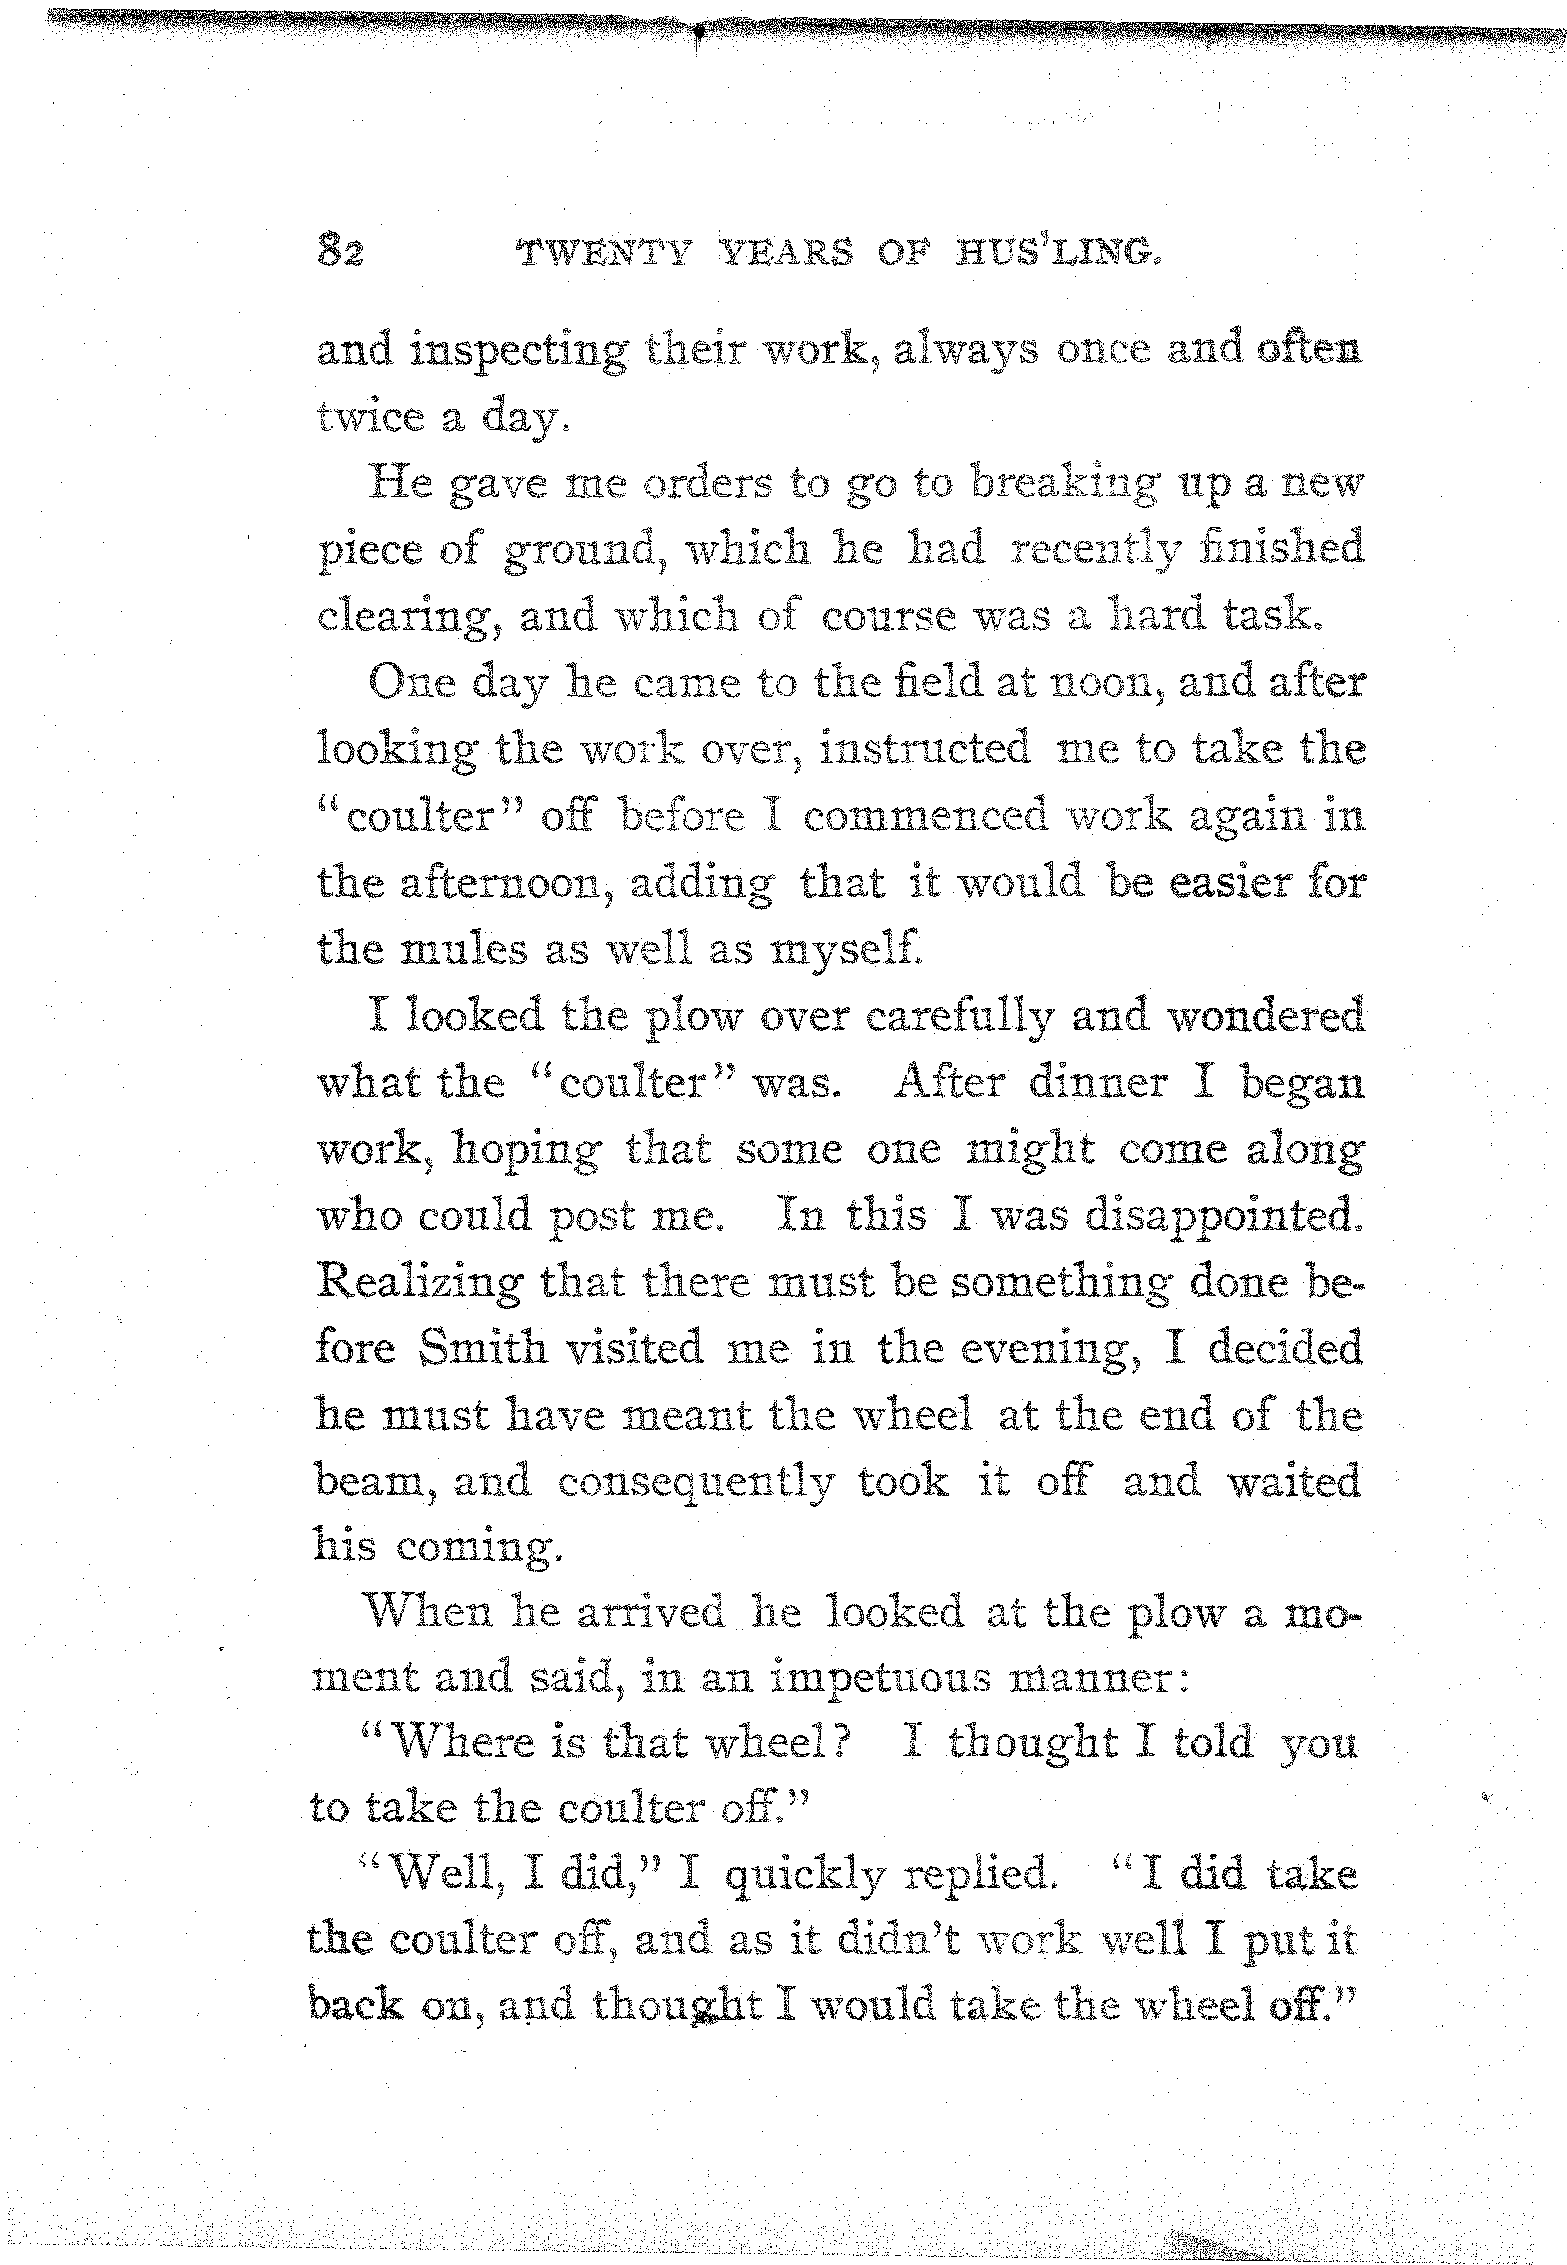 82 TWENTY YEARS OF HUS'LING.
and inspecting their work, always once and often
twice a day.
He gave me orders to go to breaking up a new
piece of ground, which he had recently finished
clearing, and which of course was a hard task.
One day he came to the field at noon, and after
looking the work over, instructed me to take the
"coulter" off before I commenced work again in
the afternoon, adding that it would be easier for
the mules as well as myself.
I looked the plow over carefully and wondered
what the "coulter" was. After dinner I began
work, hoping that some one might come along
who could post me. In this I was disappointed.
Realizing that there must be something done be-
fore Smith visited me in the evening, I decided
he must have meant the wheel at the end of the
beam, and consequently took it off and waited
his coming.
When he arrived he looked at the plow a mo-
ment and said, in an impetuous manner:
"Where is that wheel? I thought I told you
to take the coulter off."
"Well, I did," I quickly replied. "I did take
the coulter off, and as it didn't work well I put it
back on, and thought I would take the wheel off."